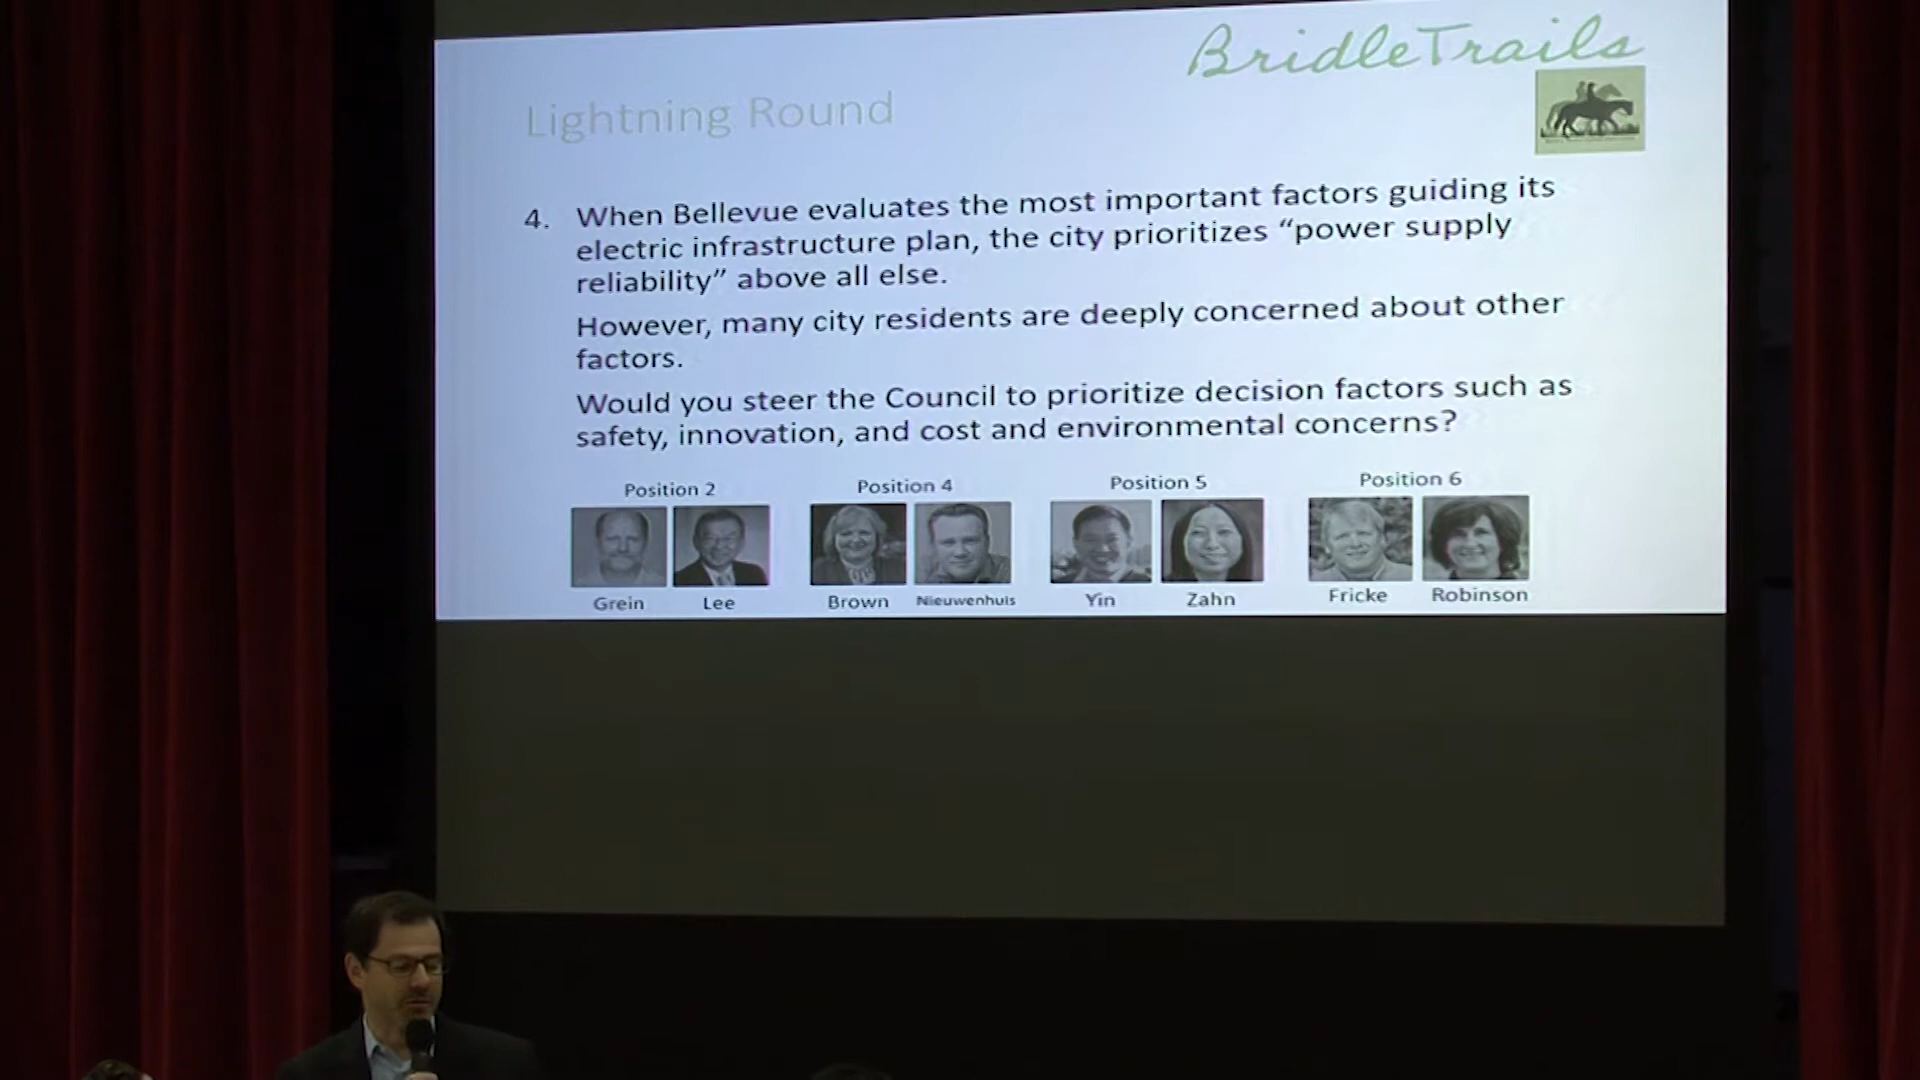 BridleTrails
Lightning Round
4. When Bellevue evaluates the most important factors guiding its
electric infrastructure plan, the city prioritizes “power supply
reliability” above all else.
However, many city residents are deeply concerned about other
factors.
Would you steer the Council to prioritize decision factors such as
safety, innovation, and cost and environmental concerns?
Position 2 Position 4 Position 5 Position 6
Grein Lee Brown Nieuwenhuis Yin Zahn Fricke Robinson